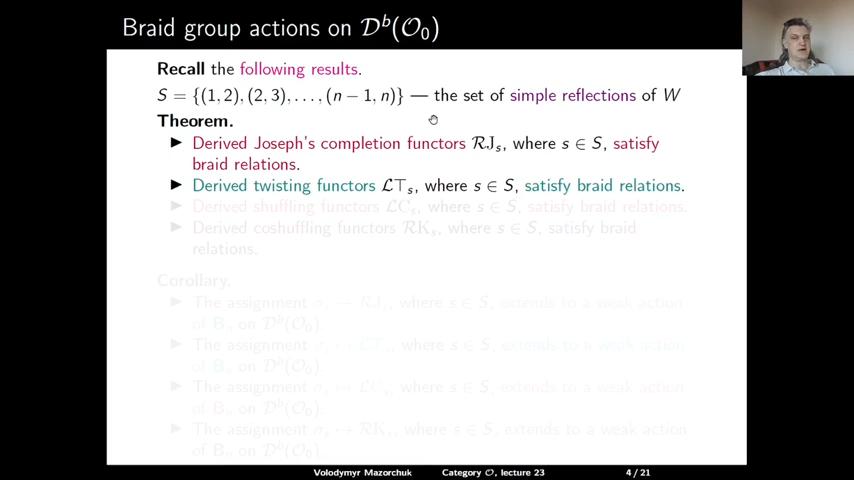 Braid group actions on 𝒟ᵇ(𝒪₀)
Recall the following results.
S = {(1, 2), (2, 3), . . . , (n − 1, n)} — the set of simple reflections of W
Theorem.
▶ Derived Joseph's completion functors ℛJₛ, where s ∈ S, satisfy
braid relations.
▶ Derived twisting functors ℒ⊤ₛ, where s ∈ S, satisfy braid relations.
▶ Derived shuffling functors ℒCₛ, where s ∈ S, satisfy braid relations.
▶ Derived coshuffling functors ℛKₛ, where s ∈ S, satisfy braid
relations.
Corollary.
▶ The assignment σₛ ↦ ℛJₛ, where s ∈ S, extends to a weak action
of Bₙ on 𝒟ᵇ(𝒪₀).
▶ The assignment σₛ ↦ ℒ⊤ₛ, where s ∈ S, extends to a weak action
of Bₙ on 𝒟ᵇ(𝒪₀).
▶ The assignment σₛ ↦ ℒCₛ, where s ∈ S, extends to a weak action
of Bₙ on 𝒟ᵇ(𝒪₀).
▶ The assignment σₛ ↦ ℛKₛ, where s ∈ S, extends to a weak action
of Bₙ on 𝒟ᵇ(𝒪₀).
Volodymyr Mazorchuk Category 𝒪, lecture 23 4 / 21